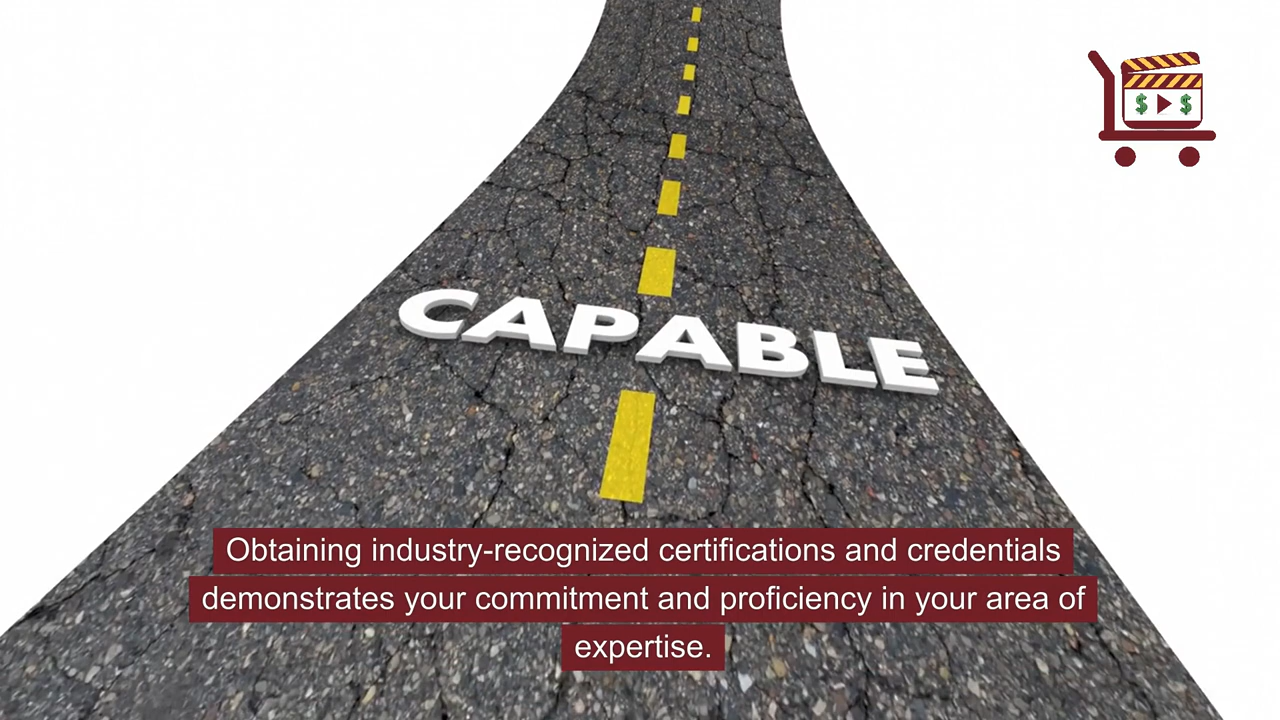 $ $
CAPABLE
Obtaining industry-recognized certifications and credentials
demonstrates your commitment and proficiency in your area of
expertise.